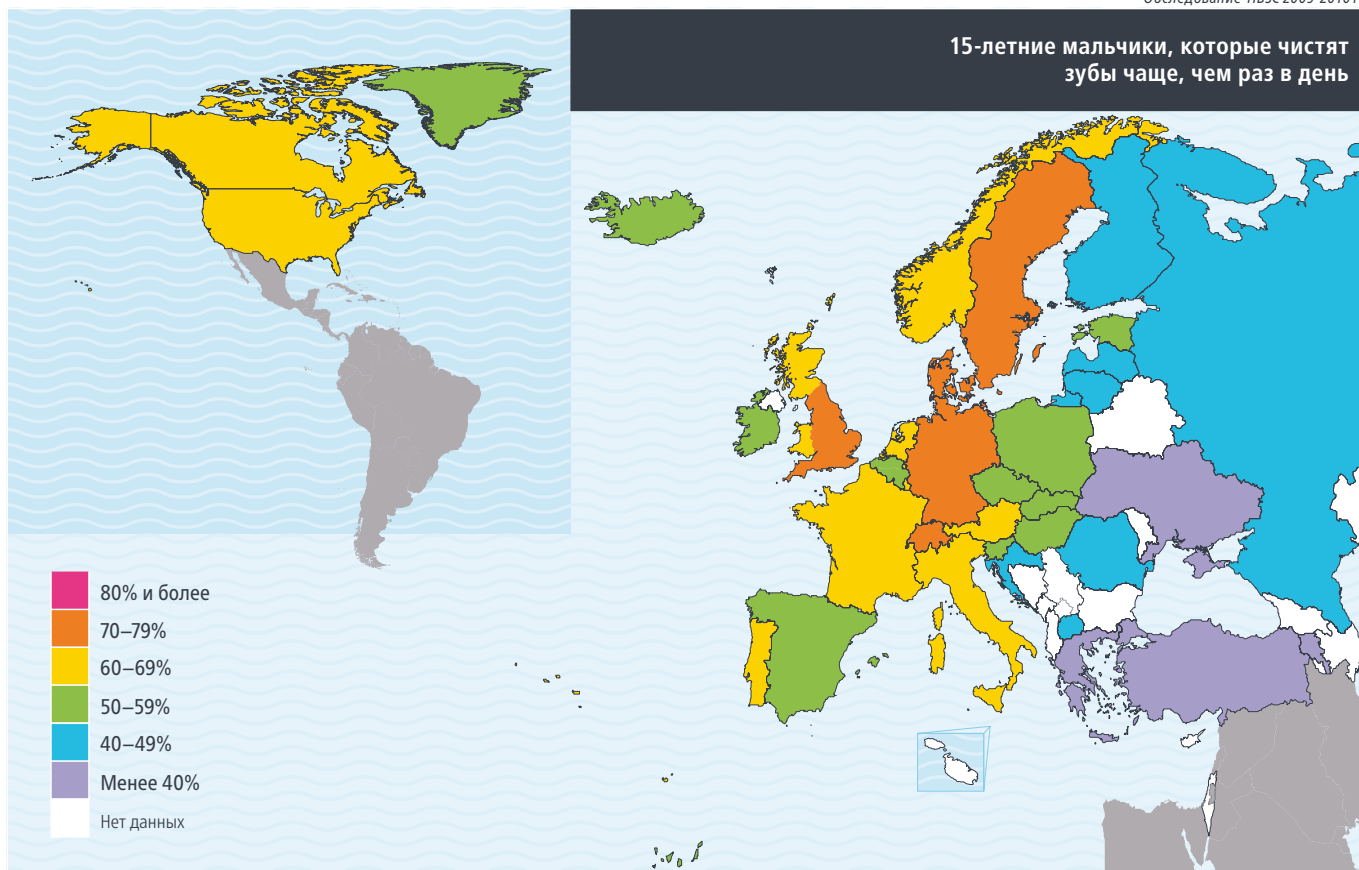 15-летние мальчики, которые чистят
зубы чаще, чем раз в день
80% и более
70–79%
60–69%
50–59%
40–49%
Менее 40%
Нет данных